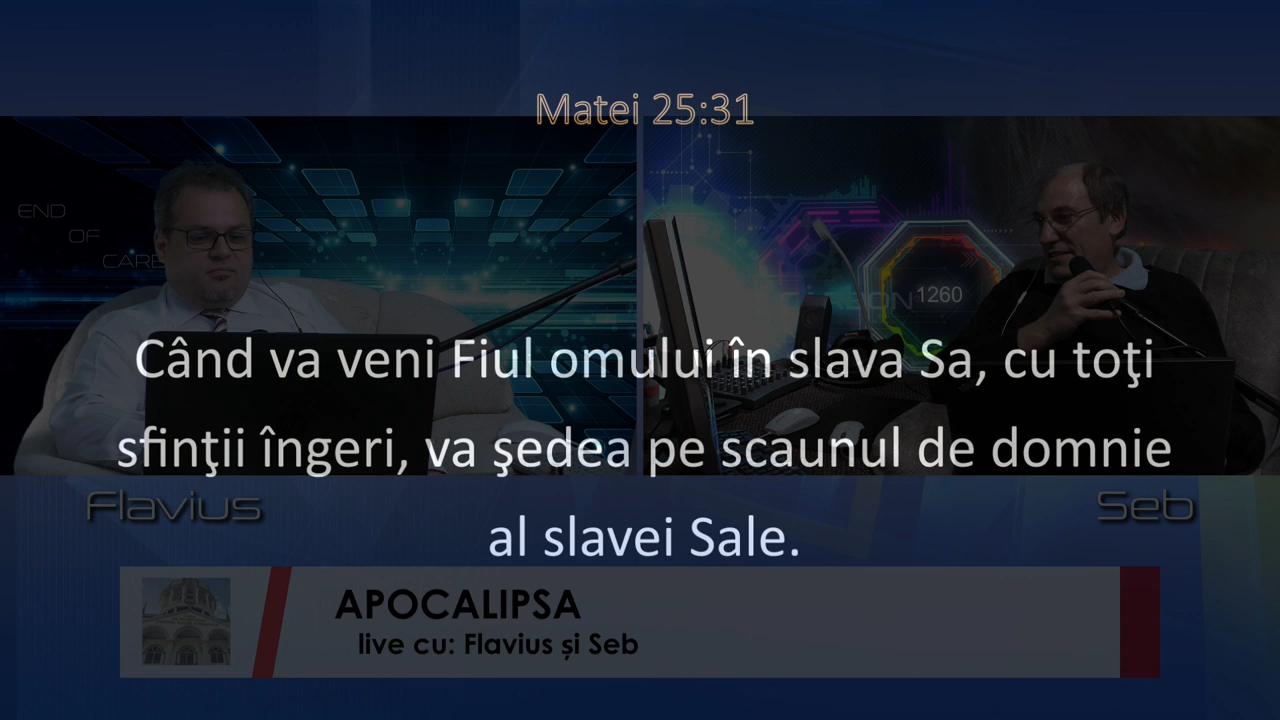 Matei 25:31
END
OF
CARE
1260
Când va veni Fiul omului în slava Sa, cu toţi
sfinţii îngeri, va şedea pe scaunul de domnie
al slavei Sale.
Flavius
Seb
APOCALIPSA
live cu: Flavius și Seb